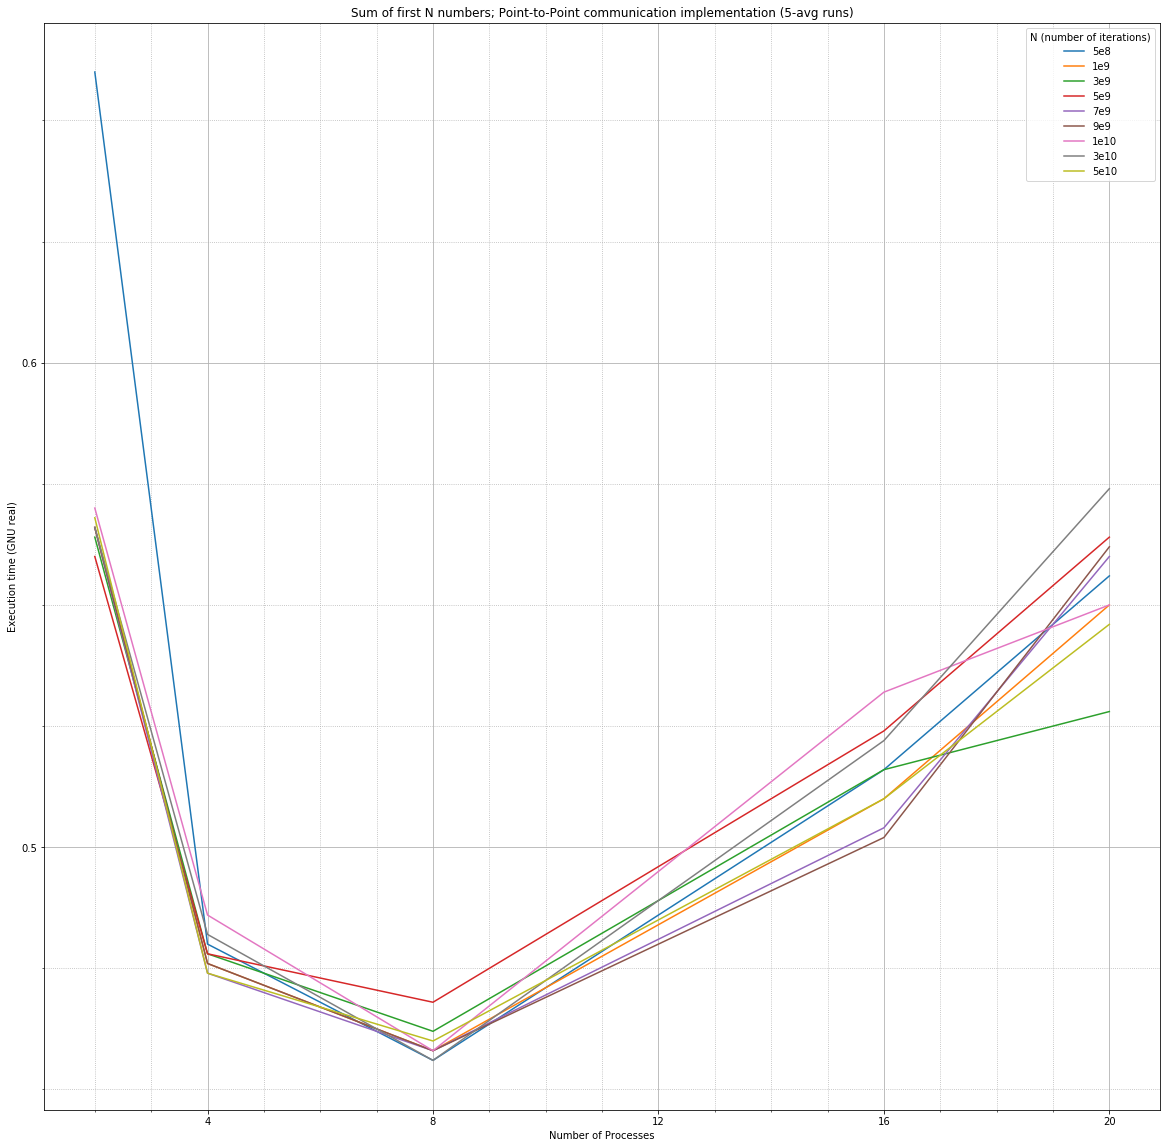 Sum of first N numbers; Point-to-Point communication implementation (5-avg runs)
N (number of iterations)
5e8
1e9
3e9
5e9
7e9
9e9
1e10
3e10
5e10
Execution time (GNU real)
0.6
0.5
4
8
12
16
20
Number of Processes